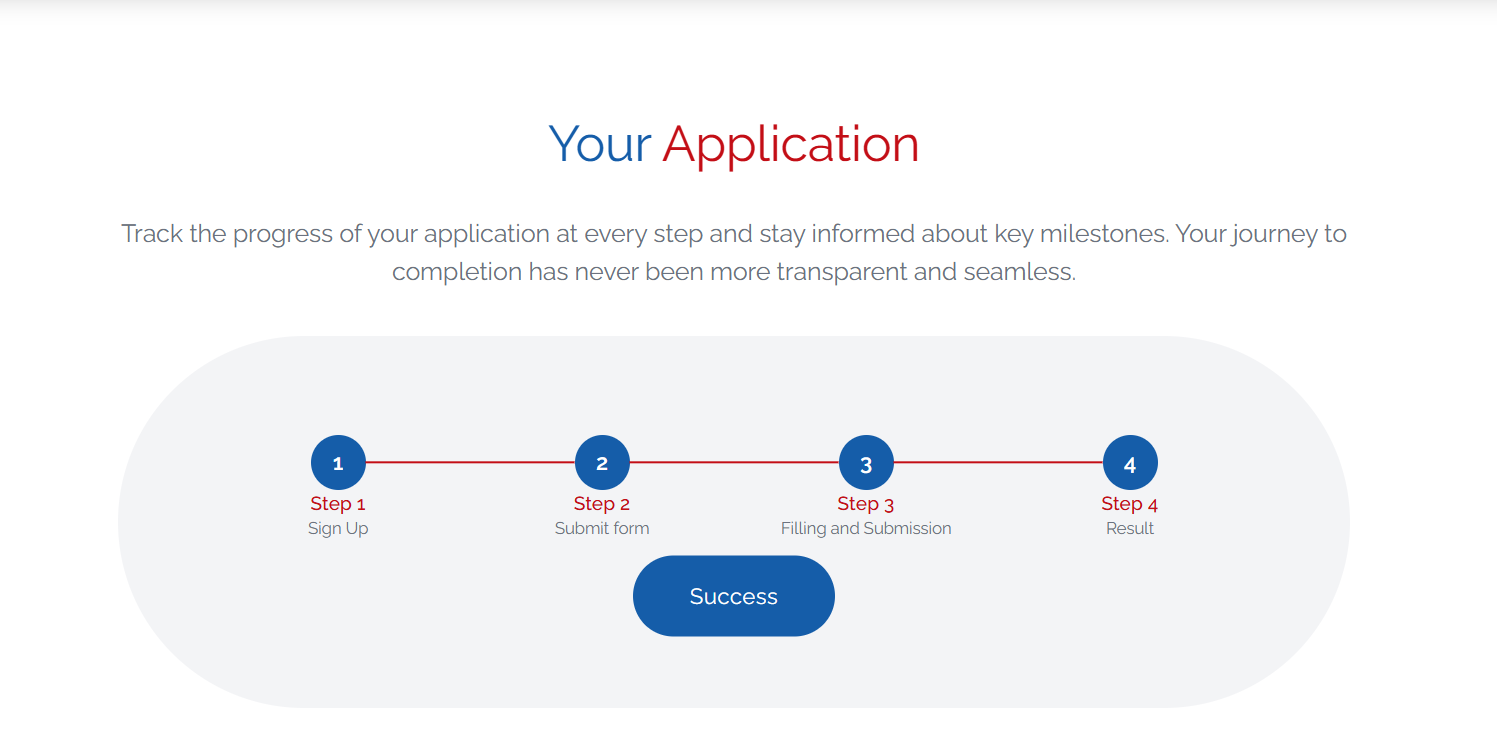 Your Application
Track the progress of your application at every step and stay informed about key milestones. Your journey to
completion has never been more transparent and seamless.
1
2
3
4
Step 1
Step 2
Step 3
Step 4
Sign Up
Submit form
Filling and Submission
Result
Success